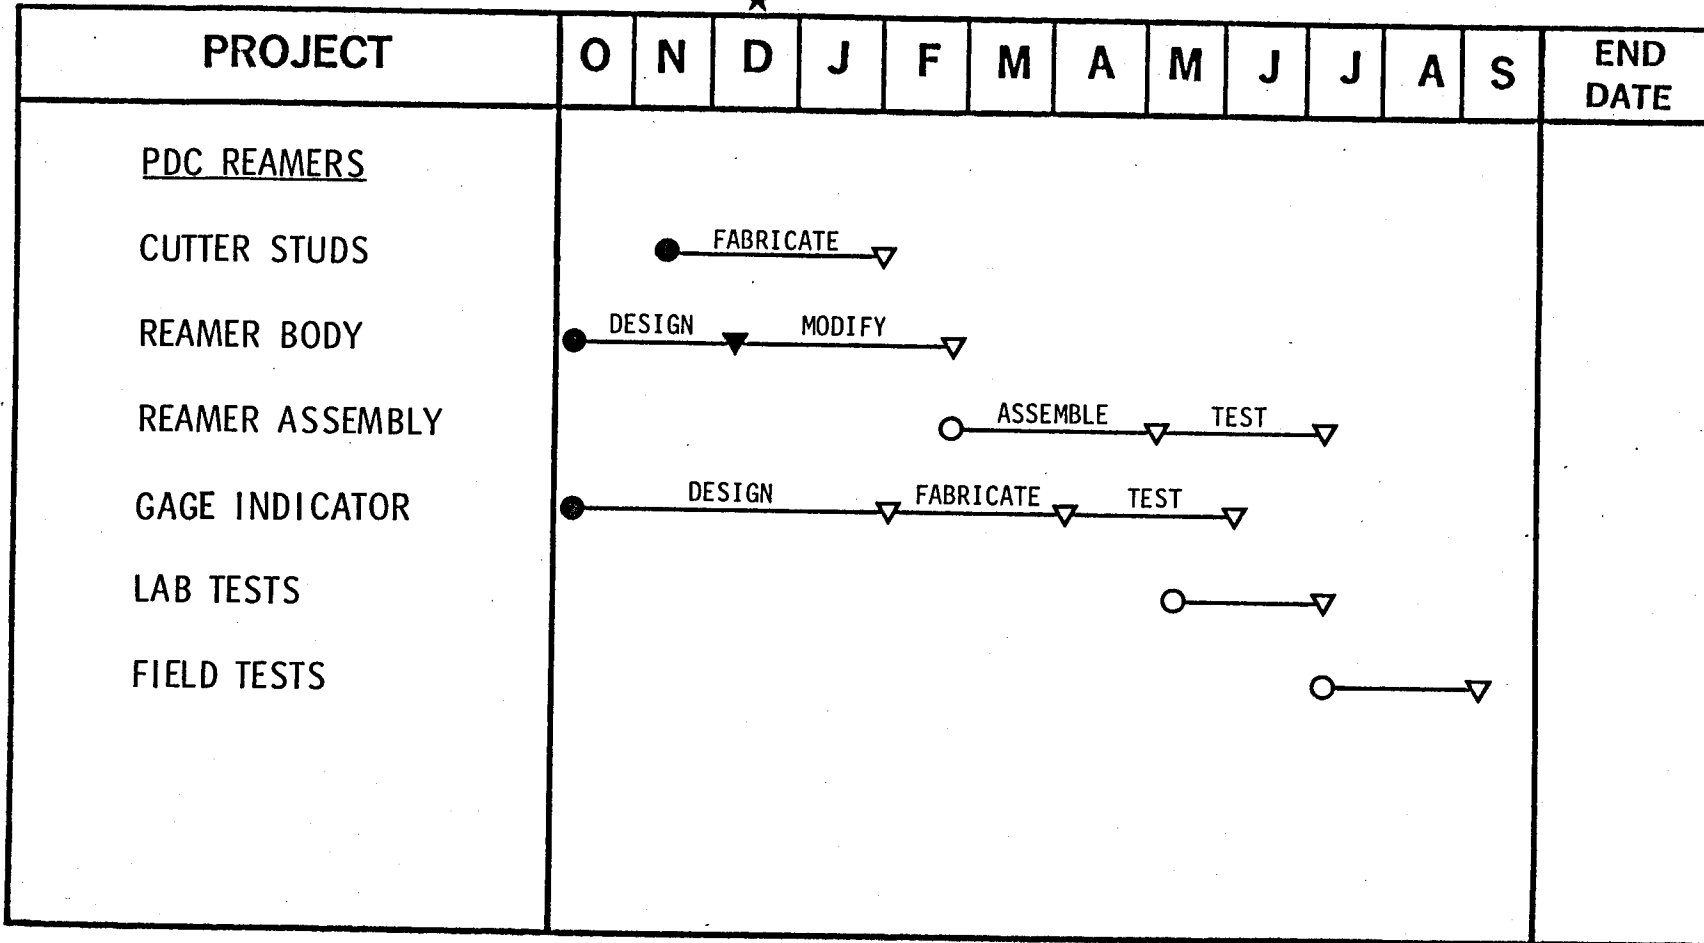 PROJECT O N D J F M A M J J A S END DATE
PDC REAMERS
CUTTER STUDS FABRICATE
REAMER BODY DESIGN MODIFY
REAMER ASSEMBLY ASSEMBLE TEST
GAGE INDICATOR DESIGN FABRICATE TEST
LAB TESTS
FIELD TESTS